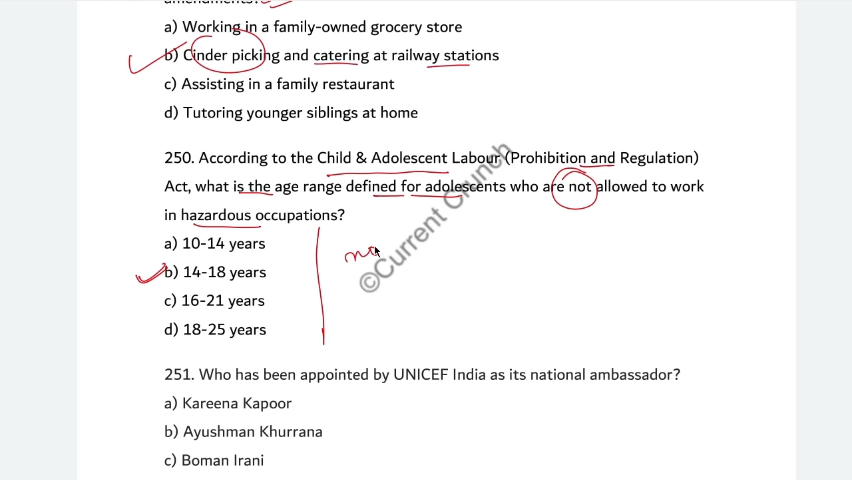 a) Working in a family-owned grocery store
b) Cinder picking and catering at railway stations
c) Assisting in a family restaurant
d) Tutoring younger siblings at home
250. According to the Child & Adolescent Labour (Prohibition and Regulation)
Act, what is the age range defined for adolescents who are not allowed to work
in hazardous occupations?
a) 10-14 years
b) 14-18 years
c) 16-21 years
d) 18-25 years
©Current Crunch
251. Who has been appointed by UNICEF India as its national ambassador?
a) Kareena Kapoor
b) Ayushman Khurrana
c) Boman Irani